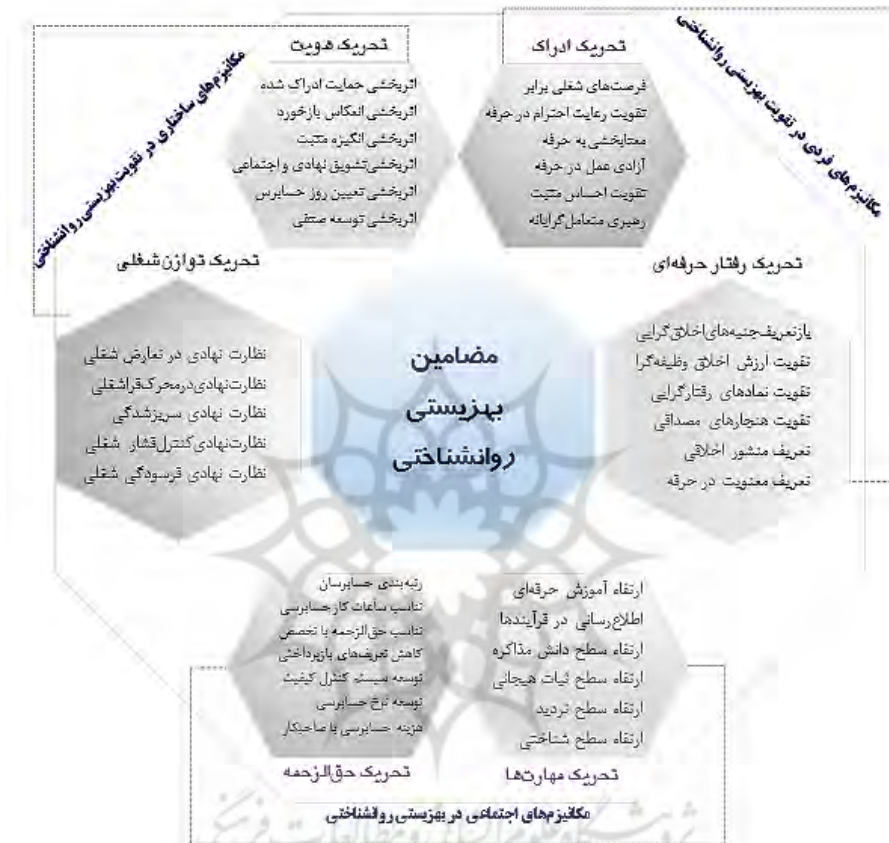 مکانیزم‌های ساختاری در تقویت بهزیستی روانشناختی
مکانیزم‌های فردی در تقویت بهزیستی روانشناختی
تحریک ادراک
فرصت‌های شغلی برابر
تقویت رعایت احترام در حرفه
معنابخشی به حرفه
آزادی عمل در حرفه
تقویت احساس مثبت
رهبری متعامل‌گرایانه
تحریک هویت
اثربخشی حمایت ادراک شده
اثربخشی انعکاس بازخورد
اثربخشی انگیزه مثبت
اثربخشی تشویق نهادی و اجتماعی
اثربخشی تعیین روز حسابرس
اثربخشی توسعه صنفی
تحریک رفتار حرفه‌ای
بازتعریف جنبه‌های اخلاق‌گرایی
تقویت ارزش اخلاق وظیفه‌گرا
تقویت نمادهای رفتارگرایی
تقویت هنجارهای مصداقی
تعریف منشور اخلاقی
تعریف معنویت در حرفه
مضامین
بهزیستی
روانشناختی
تحریک توازن شغلی
نظارت نهادی در تعارض شغلی
نظارت نهادی در محرک فراشغلی
نظارت نهادی سرریزشدگی
نظارت نهادی کنترل فشار شغلی
نظارت نهادی فرسودگی شغلی
ارتقاء آموزش حرفه‌ای
اطلاع‌رسانی در فرآیندها
ارتقاء سطح دانش مذاکره
ارتقاء سطح ثبات هیجانی
ارتقاء سطح تردید
ارتقاء سطح شناختی
تحریک مهارت‌ها
رتبه‌بندی حسابرسان
تناسب ساعات کار حسابرسی
تناسب حق‌الزحمه با تخصص
کاهش تعریف‌های بازپرداختی
توسعه سیستم کنترل کیفیت
توسعه نرخ حسابرسی
هزینه حسابرسی با صاحبکار
تحریک حق‌الزحمه
مکانیزم‌های اجتماعی در بهزیستی روانشناختی
پژوهشگاه علوم انسانی و مطالعات فرهنگی